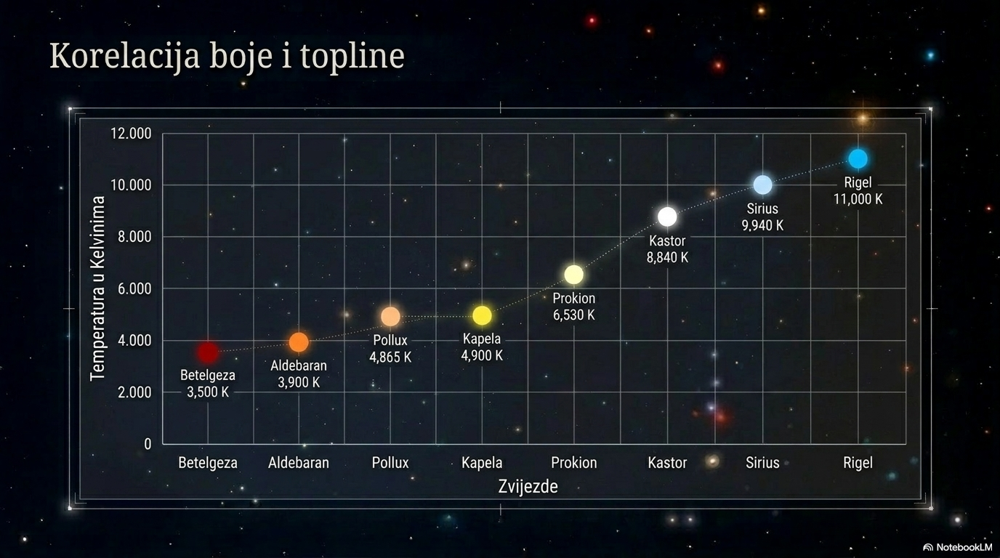 Korelacija boje i topline
Temperatura u Kelvinima
12.000
10.000
8.000
6.000
4.000
2.000
0
Betelgeza
3,500 K
Aldebaran
3,900 K
Pollux
4,865 K
Kapela
4,900 K
Prokion
6,530 K
Kastor
8,840 K
Sirius
9,940 K
Rigel
11,000 K
Betelgeza
Aldebaran
Pollux
Kapela
Prokion
Kastor
Sirius
Rigel
Zvijezde
NotebookLM